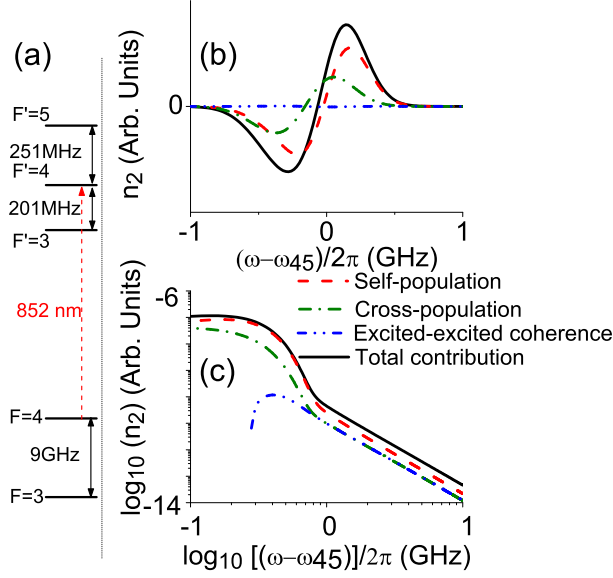 (a)
F'=5
251MHz
F'=4
201MHz
F'=3
852 nm
F=4
9GHz
F=3
(b)
n2 (Arb. Units)
0
-1 0 1
(ω−ω45)/2π (GHz)
Self-population
Cross-population
Excited-excited coherence
Total contribution
(c)
log10 (n2) (Arb. Units)
-6
-14
-1 0 1
log10 [(ω−ω45)]/2π (GHz)